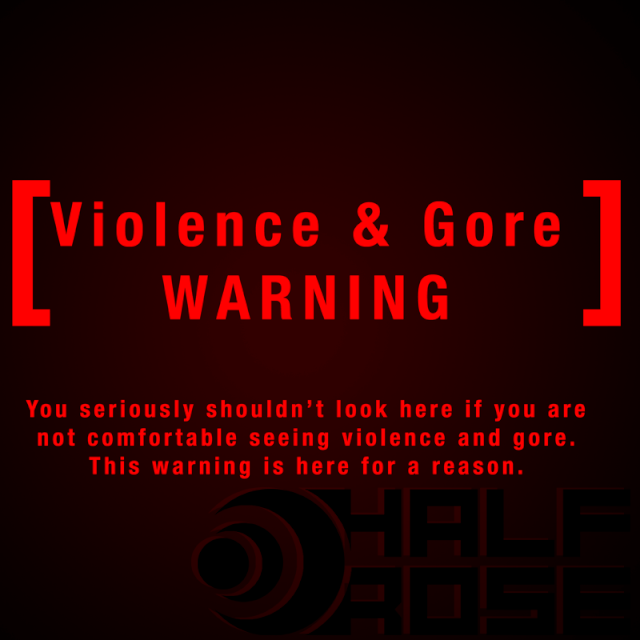 [Violence & Gore]
WARNING
You seriously shouldn't look here if you are
not comfortable seeing violence and gore.
This warning is here for a reason.
HALF
ROSE